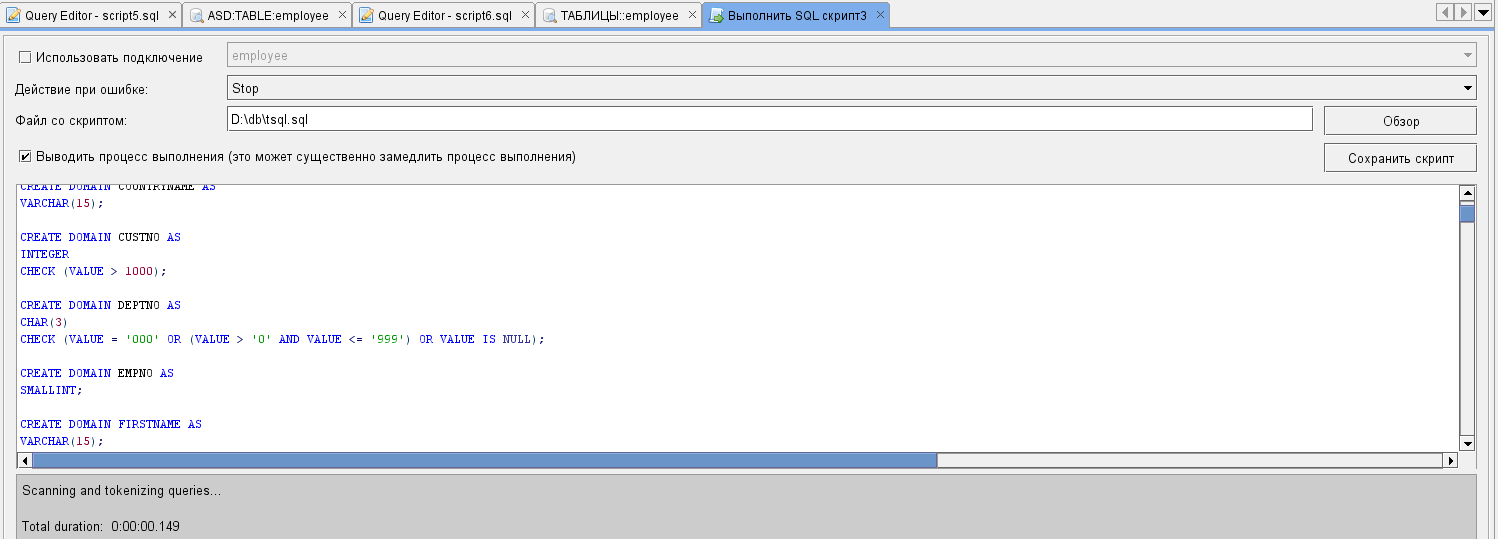 Query Editor - script5.sql ASD:TABLE:employee Query Editor - script6.sql ТАБЛИЦЫ::employee Выполнить SQL скрипт3
Использовать подключение employee
Действие при ошибке: Stop
Файл со скриптом: D:\db\tsql.sql Обзор
Выводить процесс выполнения (это может существенно замедлить процесс выполнения) Сохранить скрипт
CREATE DOMAIN COUNTRYNAME AS
VARCHAR(15);
CREATE DOMAIN CUSTNO AS
INTEGER
CHECK (VALUE > 1000);
CREATE DOMAIN DEPTNO AS
CHAR(3)
CHECK (VALUE = '000' OR (VALUE > '0' AND VALUE <= '999') OR VALUE IS NULL);
CREATE DOMAIN EMPNO AS
SMALLINT;
CREATE DOMAIN FIRSTNAME AS
VARCHAR(15);
Scanning and tokenizing queries...
Total duration: 0:00:00.149